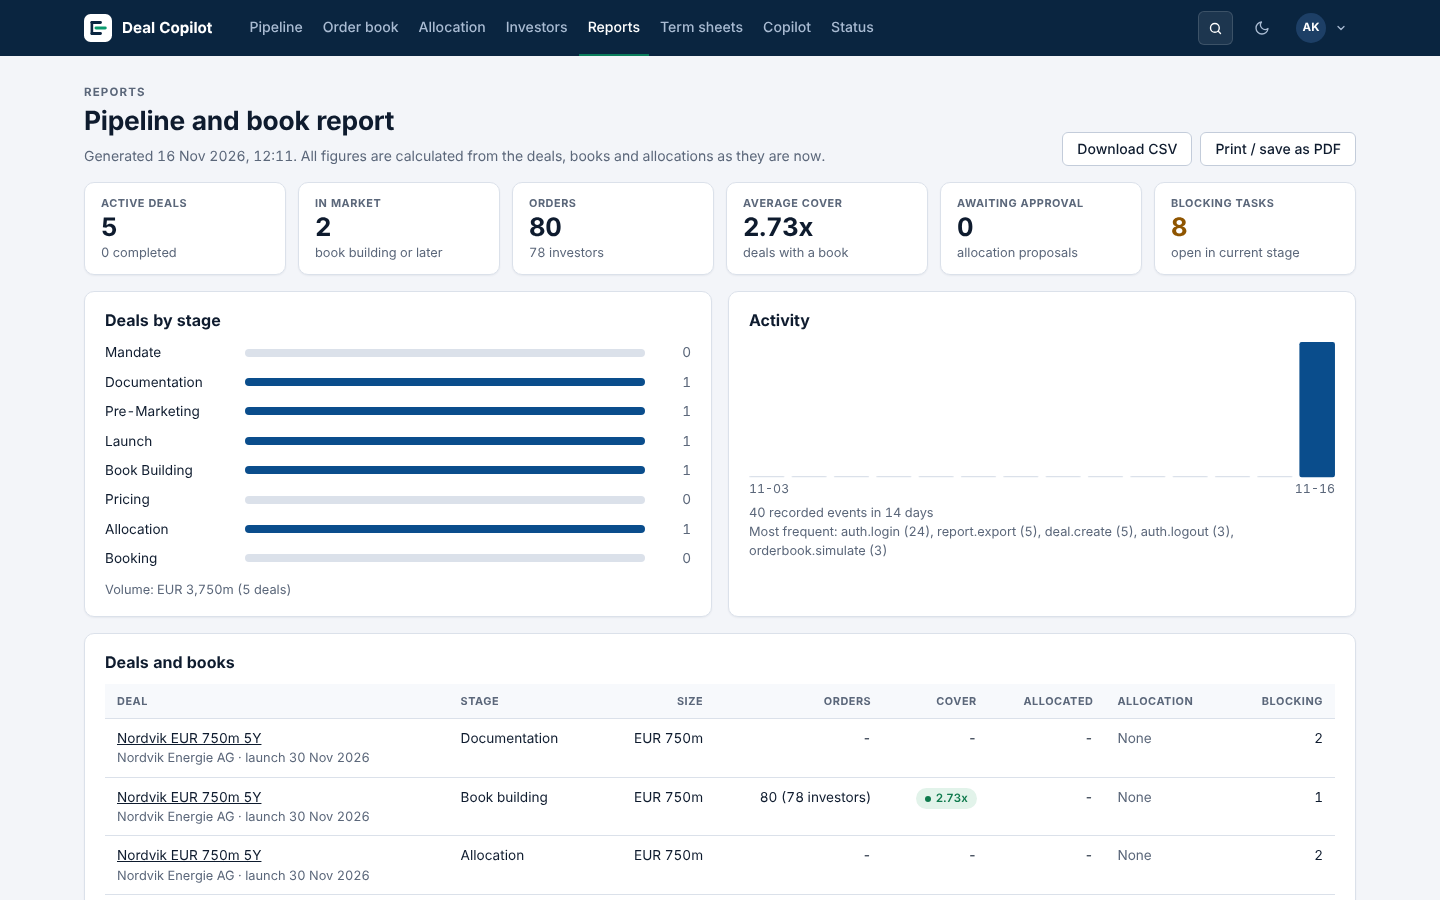 Deal Copilot
Pipeline Order book Allocation Investors Reports Term sheets Copilot Status
AK
REPORTS
Pipeline and book report
Generated 16 Nov 2026, 12:11. All figures are calculated from the deals, books and allocations as they are now.
Download CSV Print / save as PDF
ACTIVE DEALS
5
0 completed
IN MARKET
2
book building or later
ORDERS
80
78 investors
AVERAGE COVER
2.73x
deals with a book
AWAITING APPROVAL
0
allocation proposals
BLOCKING TASKS
8
open in current stage
Deals by stage
Mandate 0
Documentation 1
Pre-Marketing 1
Launch 1
Book Building 1
Pricing 0
Allocation 1
Booking 0
Volume: EUR 3,750m (5 deals)
Activity
11-03 11-16
40 recorded events in 14 days
Most frequent: auth.login (24), report.export (5), deal.create (5), auth.logout (3),
orderbook.simulate (3)
Deals and books
DEAL STAGE SIZE ORDERS COVER ALLOCATED ALLOCATION BLOCKING
Nordvik EUR 750m 5Y Documentation EUR 750m - - - None 2
Nordvik Energie AG · launch 30 Nov 2026
Nordvik EUR 750m 5Y Book building EUR 750m 80 (78 investors) 2.73x - None 1
Nordvik Energie AG · launch 30 Nov 2026
Nordvik EUR 750m 5Y Allocation EUR 750m - - - None 2
Nordvik Energie AG · launch 30 Nov 2026